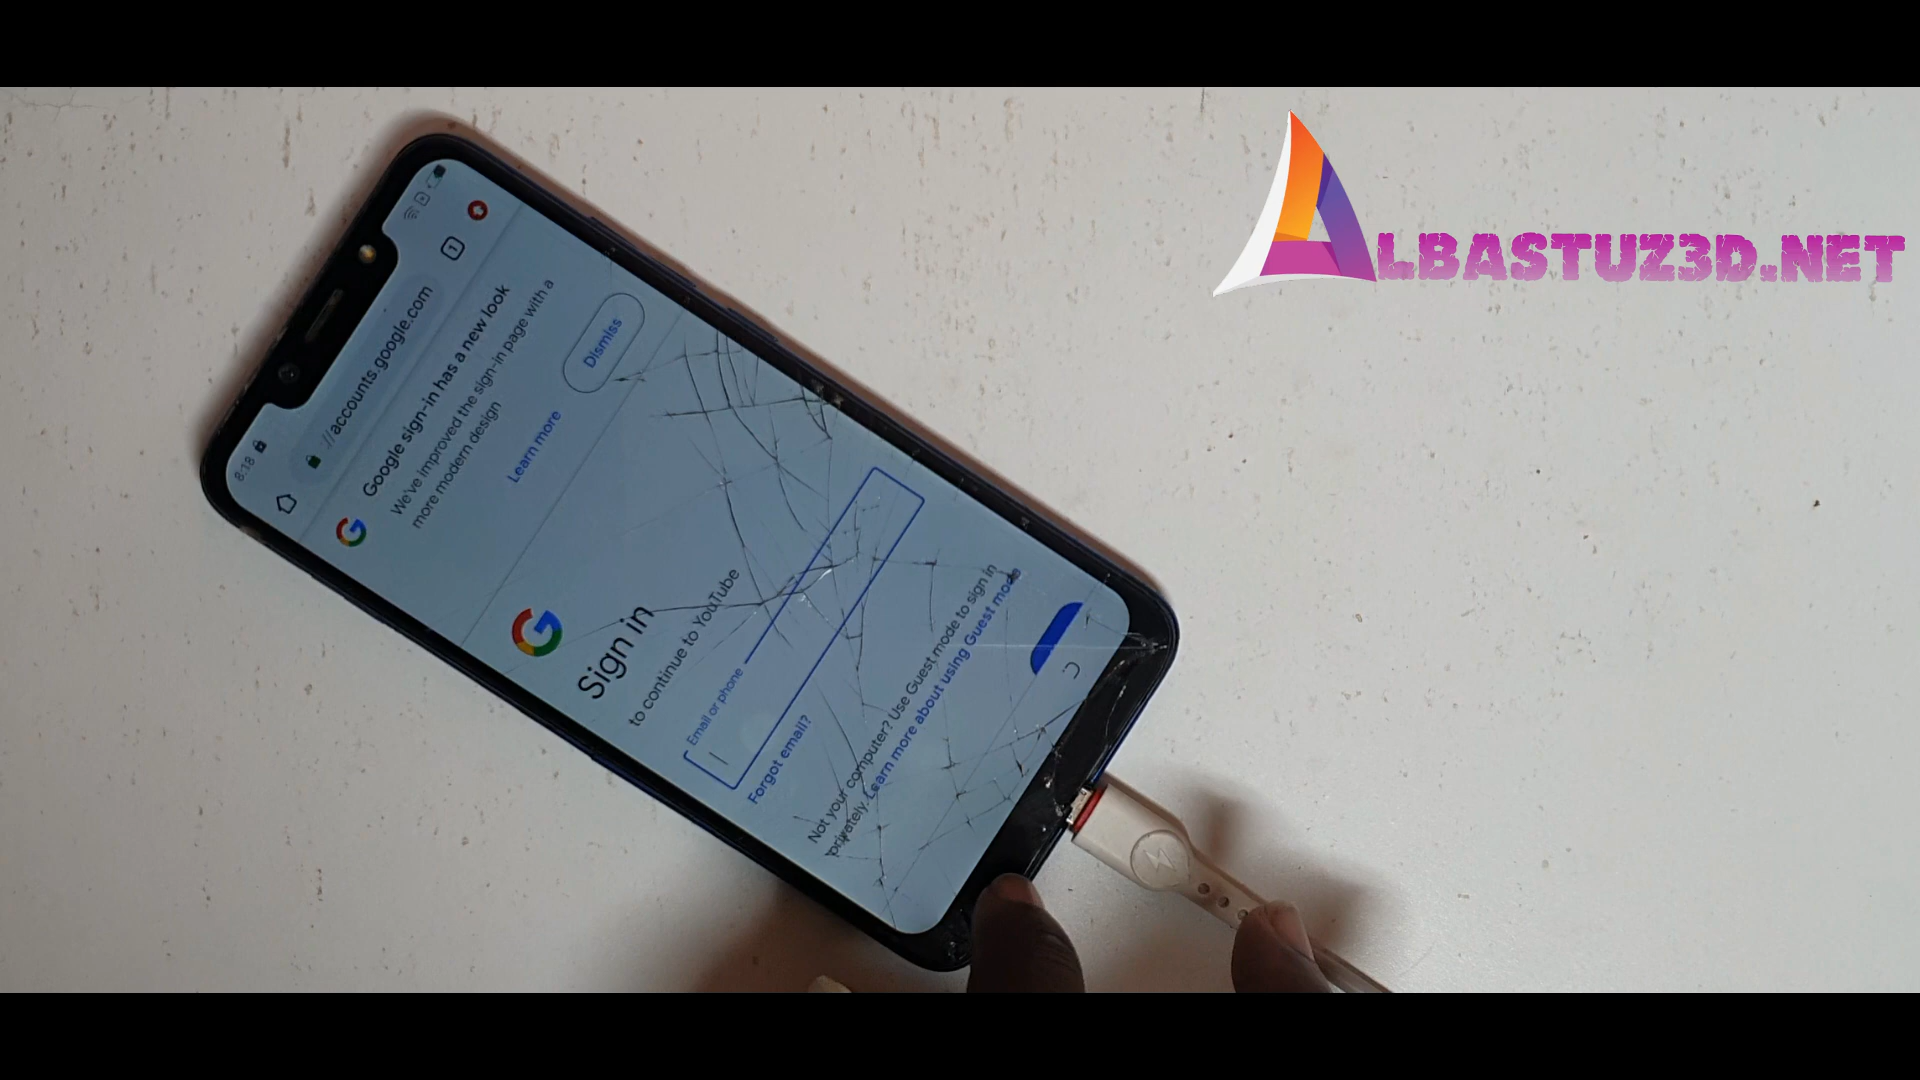 ALBASTUZ3D.NET
8:18
//accounts.google.com
1
Google sign-in has a new look
We've improved the sign-in page with a
more modern design
Learn more
Dismiss
Sign in
to continue to YouTube
Email or phone
Forgot email?
Not your computer? Use Guest mode to sign in
privately. Learn more about using Guest mode